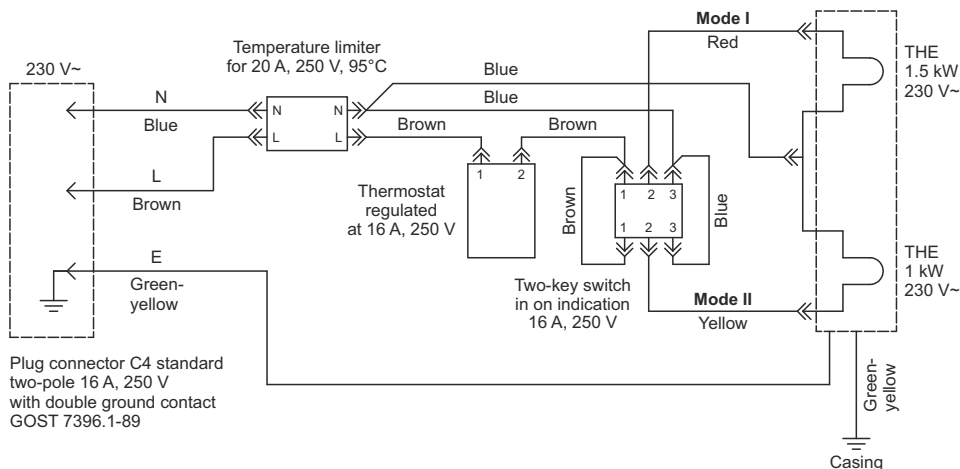 230 V~
N
Blue
L
Brown
E
Green-
yellow
Plug connector C4 standard
two-pole 16 A, 250 V
with double ground contact
GOST 7396.1-89
Temperature limiter
for 20 A, 250 V, 95°C
N
N
L
L
Blue
Blue
Brown
Brown
1
2
Thermostat
regulated
at 16 A, 250 V
Mode I
Red
1
2
3
1
2
3
Brown
Blue
Two-key switch
in on indication
16 A, 250 V
Mode II
Yellow
THE
1.5 kW
230 V~
THE
1 kW
230 V~
Green-
yellow
Casing